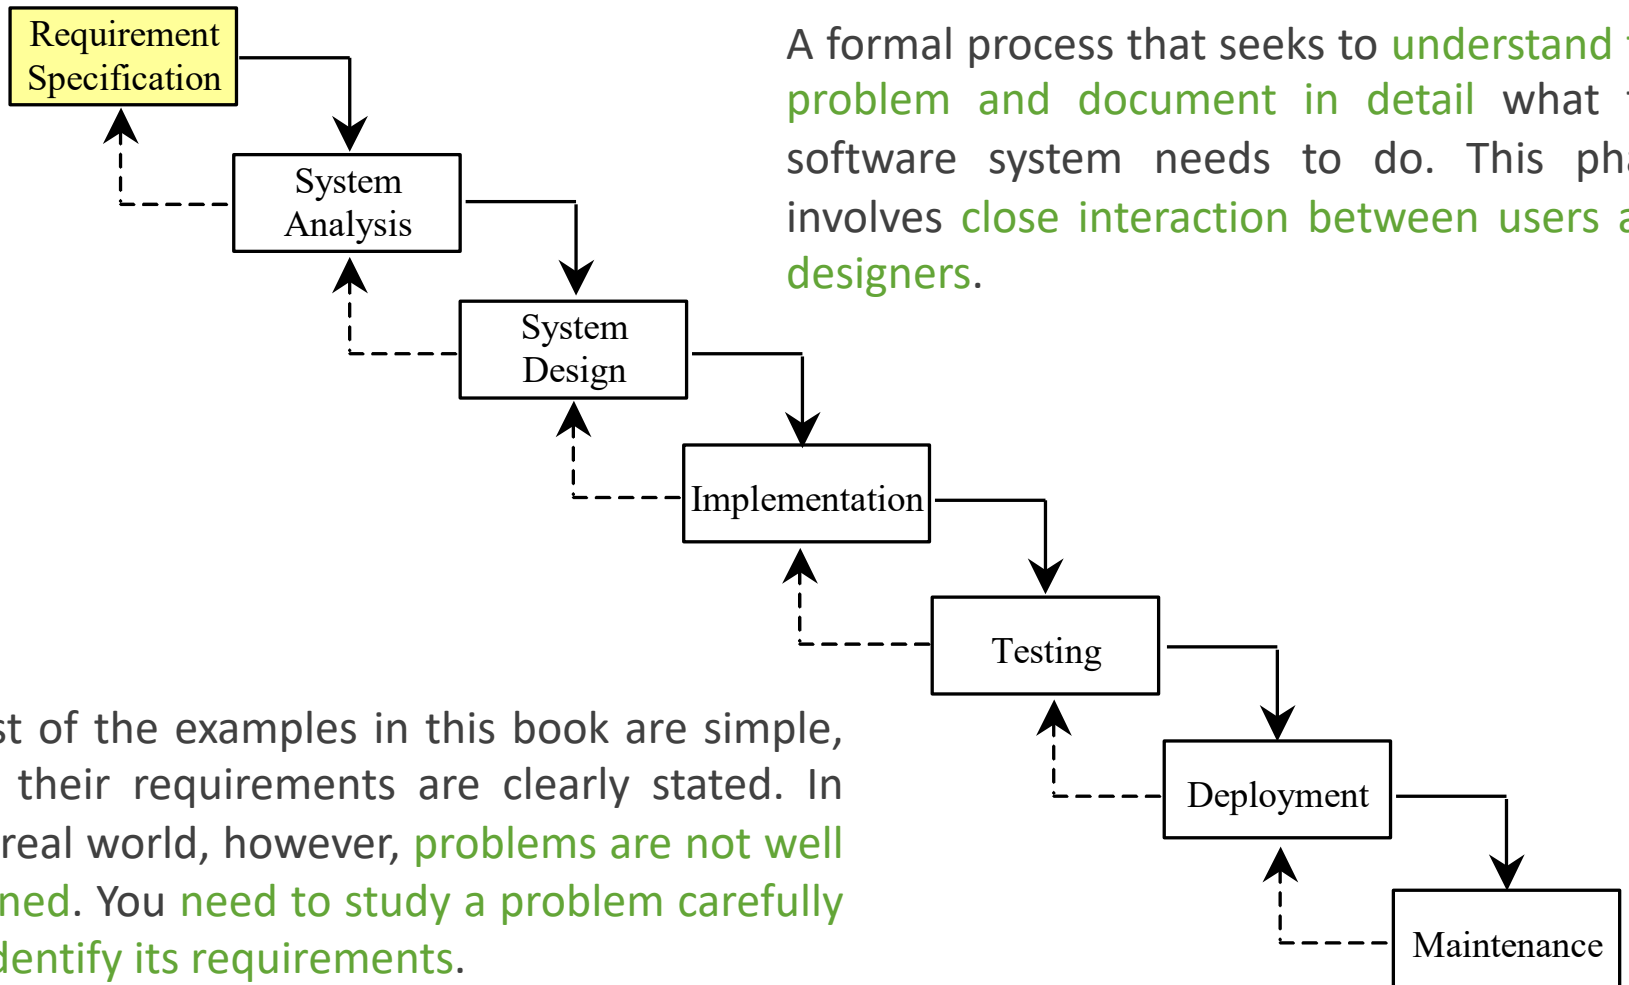 Requirement
Specification
A formal process that seeks to understand
problem and document in detail what
software system needs to do. This
involves close interaction between users
designers.
System
Analysis
System
Design
Implementation
Testing
of the examples in this book are simple,
their requirements are clearly stated. In
real world, however, problems are not well
. You need to study a problem carefully
its requirements.
Deployment
Maintenance